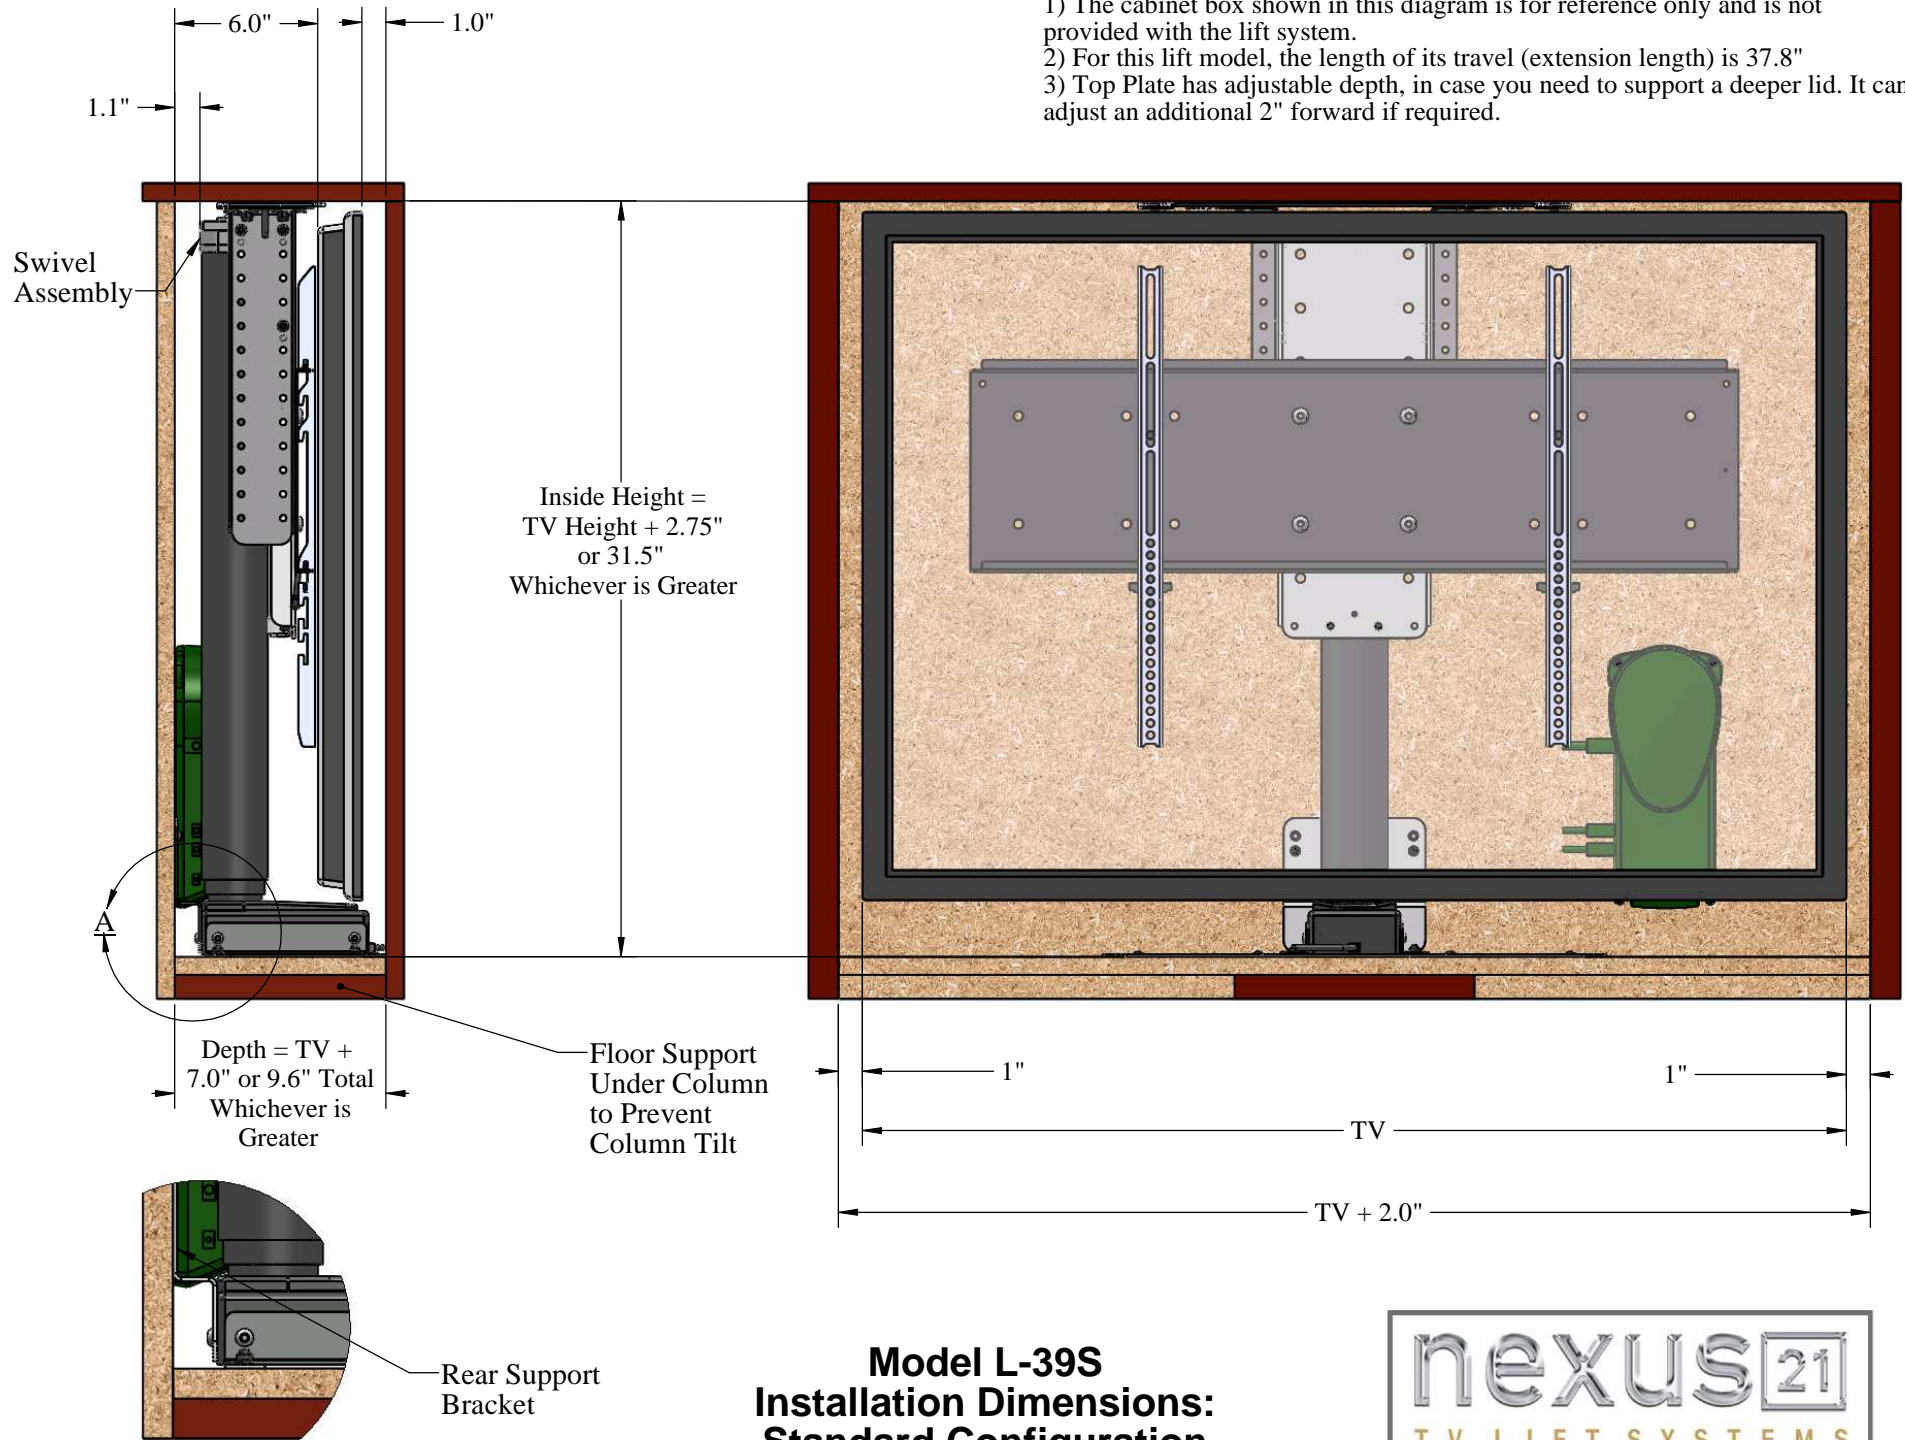 1) The cabinet box shown in this diagram is for reference only and is not
provided with the lift system.
2) For this lift model, the length of its travel (extension length) is 37.8"
3) Top Plate has adjustable depth, in case you need to support a deeper lid. It can
adjust an additional 2" forward if required.
6.0"
1.0"
1.1"
Swivel
Assembly
Inside Height =
TV Height + 2.75"
or 31.5"
Whichever is Greater
A
Depth = TV +
7.0" or 9.6" Total
Whichever is
Greater
Floor Support
Under Column
to Prevent
Column Tilt
1"
1"
TV
TV + 2.0"
Rear Support
Bracket
Model L-39S
Installation Dimensions:
Standard Configuration
nexus 21
TV LIFT SYSTEMS